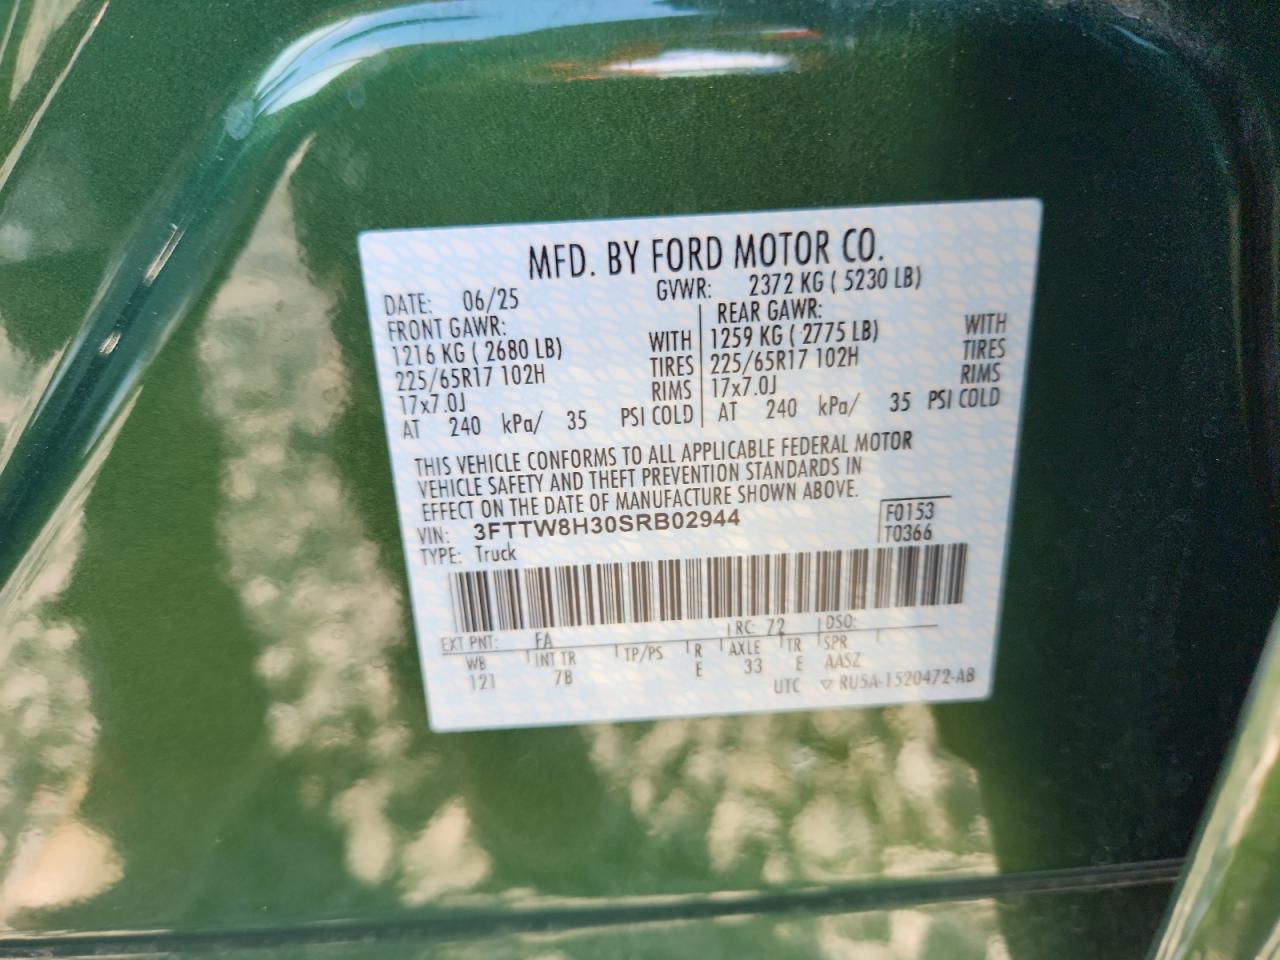 MFD. BY FORD MOTOR CO.
DATE: 06/25 GVWR: 2372 KG ( 5230 LB)
FRONT GAWR:
1216 KG ( 2680 LB) WITH
225/65R17 102H TIRES
17x7.0J RIMS
AT 240 kPa/ 35 PSI COLD
REAR GAWR:
1259 KG ( 2775 LB) WITH
225/65R17 102H TIRES
17x7.0J RIMS
AT 240 kPa/ 35 PSI COLD
THIS VEHICLE CONFORMS TO ALL APPLICABLE FEDERAL MOTOR
VEHICLE SAFETY AND THEFT PREVENTION STANDARDS IN
EFFECT ON THE DATE OF MANUFACTURE SHOWN ABOVE.
VIN: 3FTTW8H30SRB02944
TYPE: Truck
F0153
T0366
EXT PNT: FA RC: 72 DSO:
WB INT TR TP/PS R AXLE TR SPR
121 7B E 33 E AASZ
UTC ▽ RU5A-1520472-AB